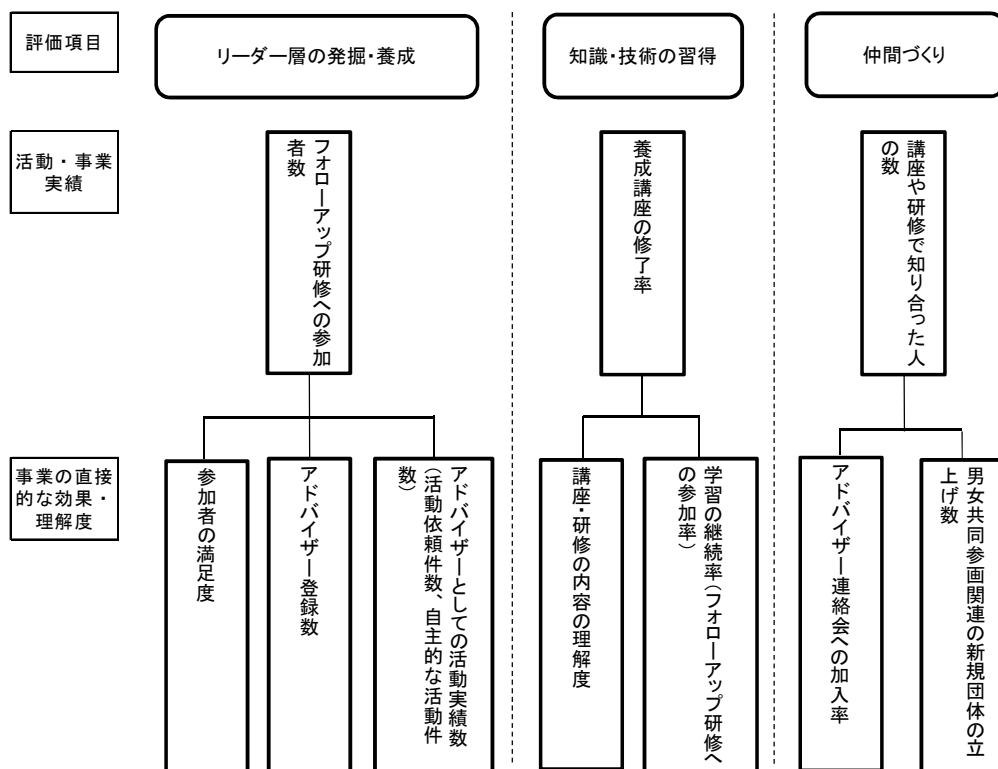 評価項目
リーダー層の発掘・養成
知識・技術の習得
仲間づくり
活動・事業
実績
フォローアップ研修への参加
者数
養成講座の修了率
講座や研修で知り合った人
の数
事業の直接
的な効果・
理解度
参加者の満足度
アドバイザー登録数
アドバイザーとしての活動実績数
（活動依頼件数、自主的な活動件
数）
講座・研修の内容の理解度
学習の継続率（フォローアップ研修へ
の参加率）
アドバイザー連絡会への加入率
男女共同参画関連の新規団体の立
上げ数